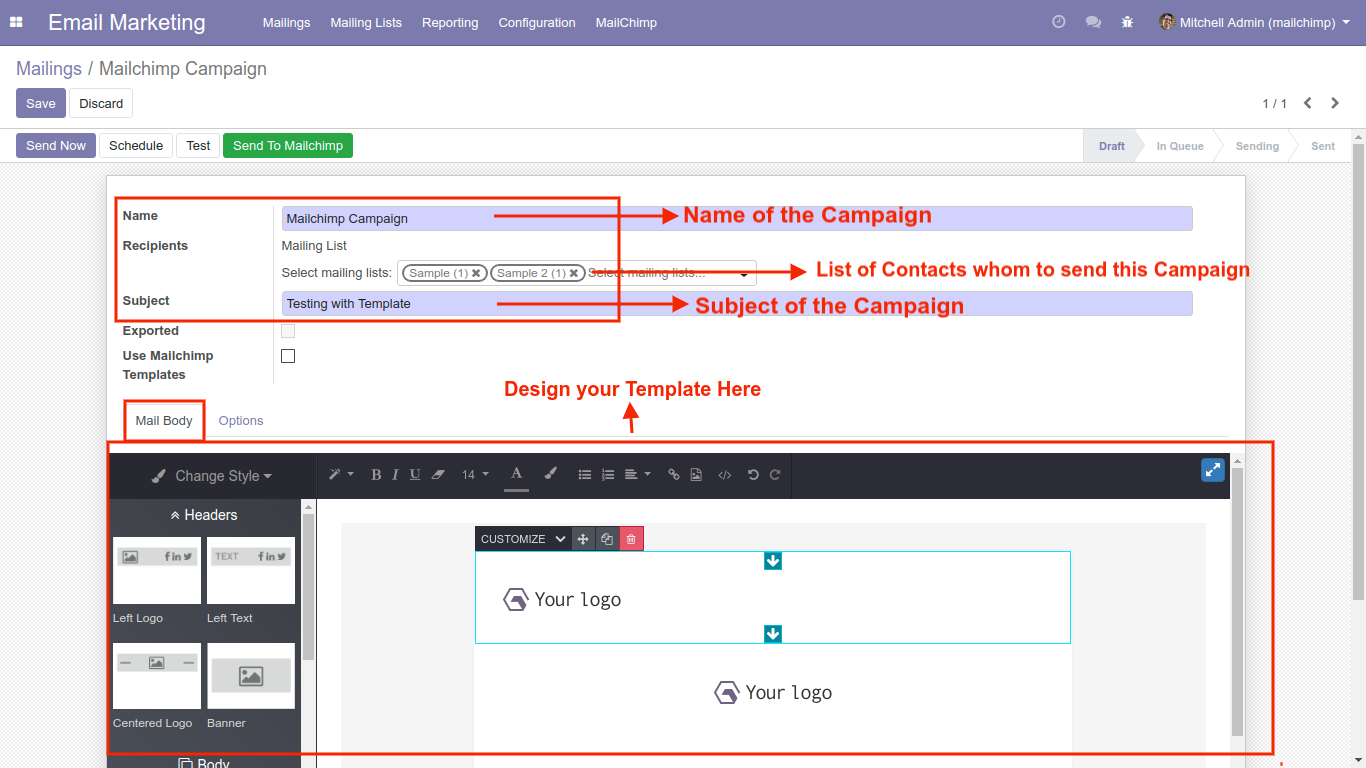 Email Marketing Mailings Mailing Lists Reporting Configuration MailChimp Mitchell Admin (mailchimp)
Mailings / Mailchimp Campaign
Save Discard 1 / 1
Send Now Schedule Test Send To Mailchimp Draft In Queue Sending Sent
Name Mailchimp Campaign Name of the Campaign
Recipients Mailing List
Select mailing lists: Sample (1) Sample 2 (1) Select mailing lists... List of Contacts whom to send this Campaign
Subject Testing with Template Subject of the Campaign
Exported
Use Mailchimp
Templates
Design your Template Here
Mail Body Options
Change Style B I U 14 A
Headers
CUSTOMIZE
TEXT
Your logo
Left Logo Left Text
Your logo
Centered Logo Banner
Body